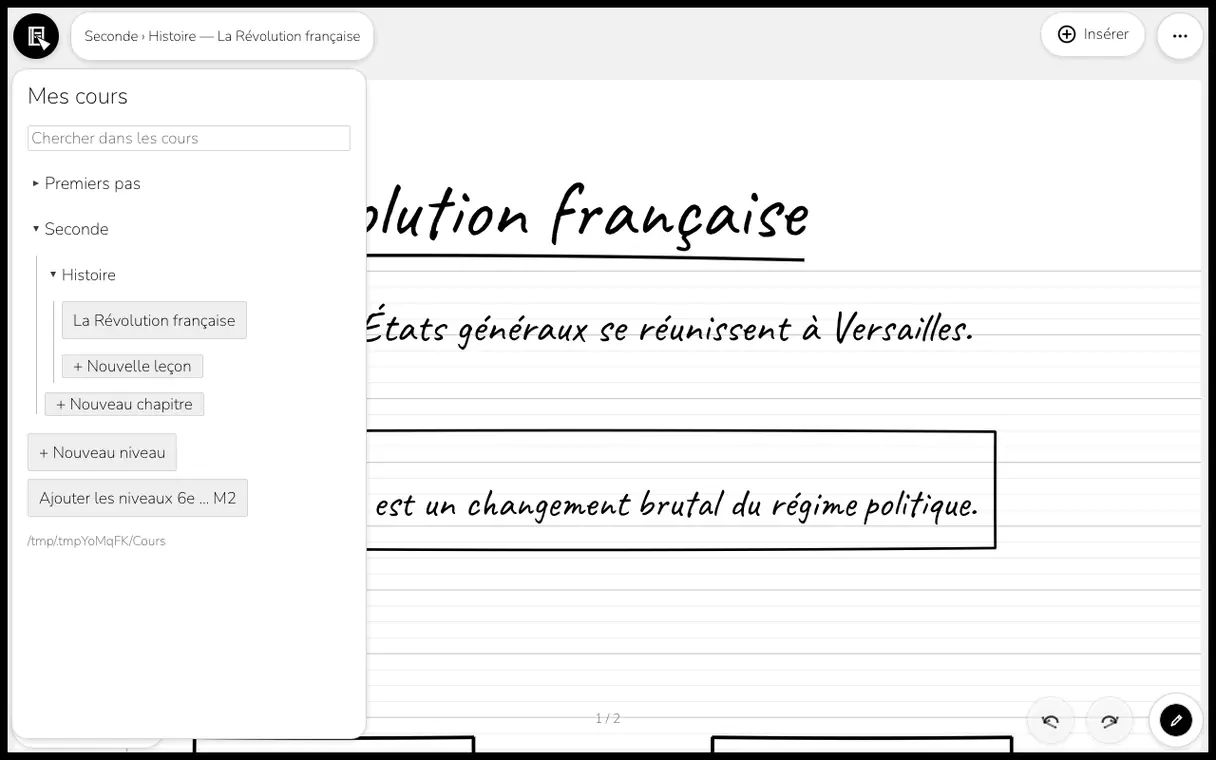 Seconde › Histoire — La Révolution française
Insérer
Mes cours
Chercher dans les cours
Premiers pas
Seconde
Histoire
La Révolution française
+ Nouvelle leçon
+ Nouveau chapitre
+ Nouveau niveau
Ajouter les niveaux 6e ... M2
/tmp/.tmpYoMqFK/Cours
olution française
États généraux se réunissent à Versailles.
est un changement brutal du régime politique.
1 / 2